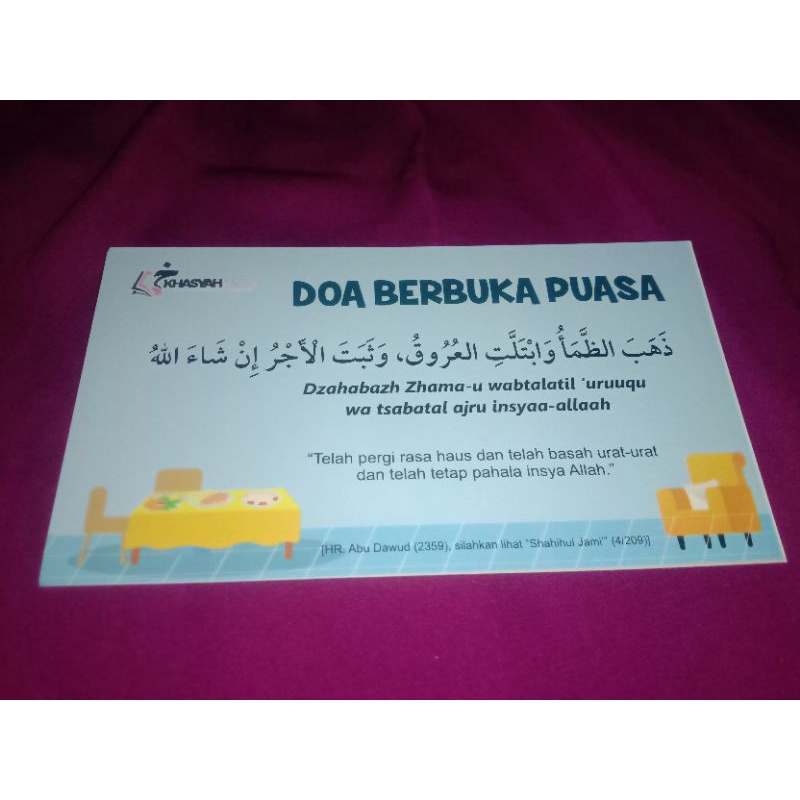 KHASYAH
DOA BERBUKA PUASA
ذَهَبَ الظَّمَأُ وَابْتَلَّتِ العُرُوقُ، وَثَبَتَ الْأَجْرُ إِنْ شَاءَ اللهُ
Dzahabazh Zhama-u wabtalatil 'uruuqu
wa tsabatal ajru insyaa-allaah
"Telah pergi rasa haus dan telah basah urat-urat
dan telah tetap pahala insya Allah."
[HR. Abu Dawud (2359), silahkan lihat "Shahihul Jami'" (4/209)]